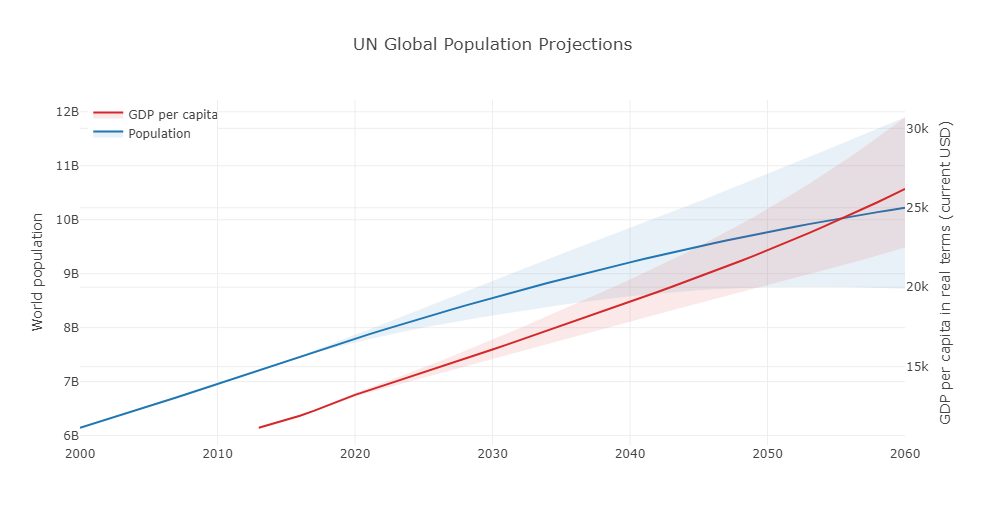 UN Global Population Projections
GDP per capita
Population
12B
11B
10B
9B
8B
7B
6B
World population
30k
25k
20k
15k
GDP per capita in real terms (current USD)
2000
2010
2020
2030
2040
2050
2060